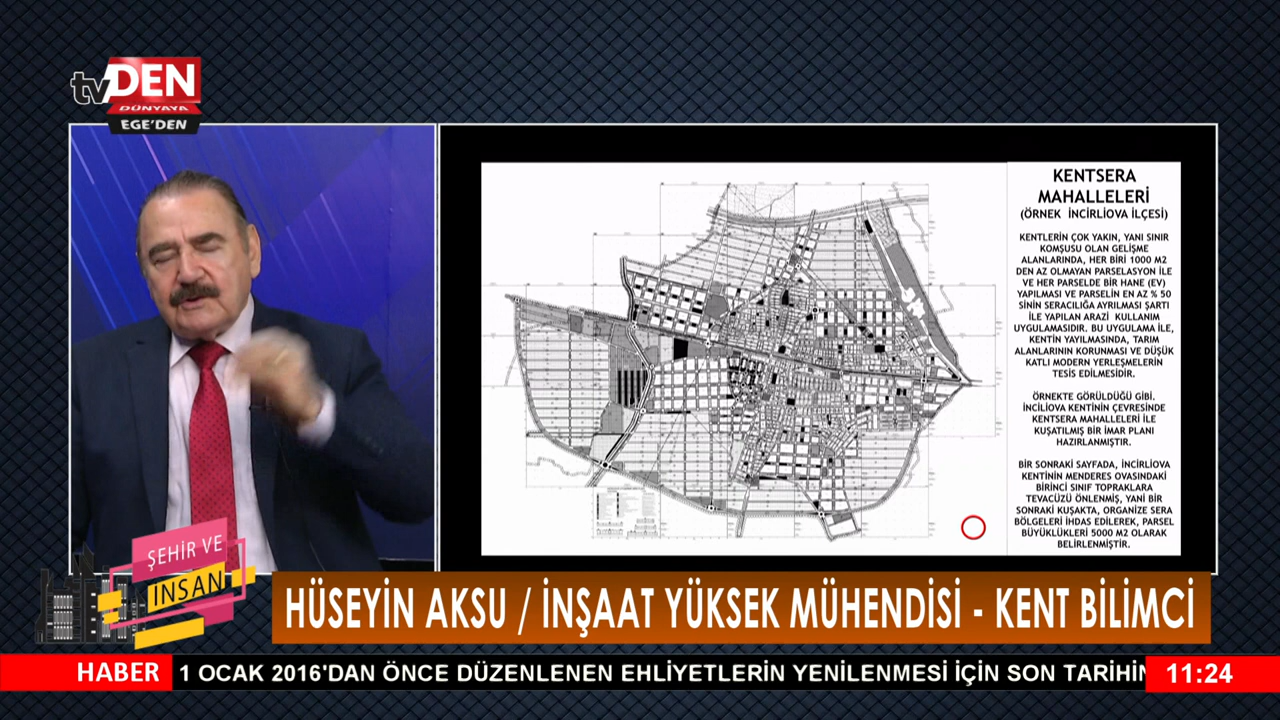 tvDEN
DÜNYAYA
EGE'DEN
KENTSERA
MAHALLELERİ
(ÖRNEK İNCİRLİOVA İLÇESİ)
KENTLERİN ÇOK YAKIN, YANI SINIR
KOMŞUSU OLAN GELİŞME
ALANLARINDA, HER BİRİ 1000 M2
DEN AZ OLMAYAN PARSELASYON İLE
VE HER PARSELDE BİR HANE (EV)
YAPILMASI VE PARSELİN EN AZ % 50
SİNİN SERACILIĞA AYRILMASI ŞARTI
İLE YAPILAN ARAZİ KULLANIM
UYGULAMASIDIR. BU UYGULAMA İLE,
KENTİN YAYILMASINDA, TARIM
ALANLARININ KORUNMASI VE DÜŞÜK
KATLI MODERN YERLEŞMELERİN
TESİS EDİLMESİDİR.
ÖRNEKTE GÖRÜLDÜĞÜ GİBİ.
İNCİLİOVA KENTİNİN ÇEVRESİNDE
KENTSERA MAHALLELERİ İLE
KUŞATILMIŞ BİR İMAR PLANI
HAZIRLANMIŞTIR.
BİR SONRAKİ SAYFADA, İNCİRLİOVA
KENTİNİN MENDERES OVASINDAKİ
BİRİNCİ SINIF TOPRAKLARA
TEVACÜZÜ ÖNLENMİŞ, YANİ BİR
SONRAKİ KUŞAKTA, ORGANİZE SERA
BÖLGELERİ İHDAS EDİLEREK, PARSEL
BÜYÜKLÜKLERİ 5000 M2 OLARAK
BELİRLENMİŞTİR.
ŞEHİR VE
İNSAN
HÜSEYİN AKSU / İNŞAAT YÜKSEK MÜHENDİSİ - KENT BİLİMCİ
HABER 1 OCAK 2016'DAN ÖNCE DÜZENLENEN EHLİYETLERİN YENİLENMESİ İÇİN SON TARİHİN 11:24